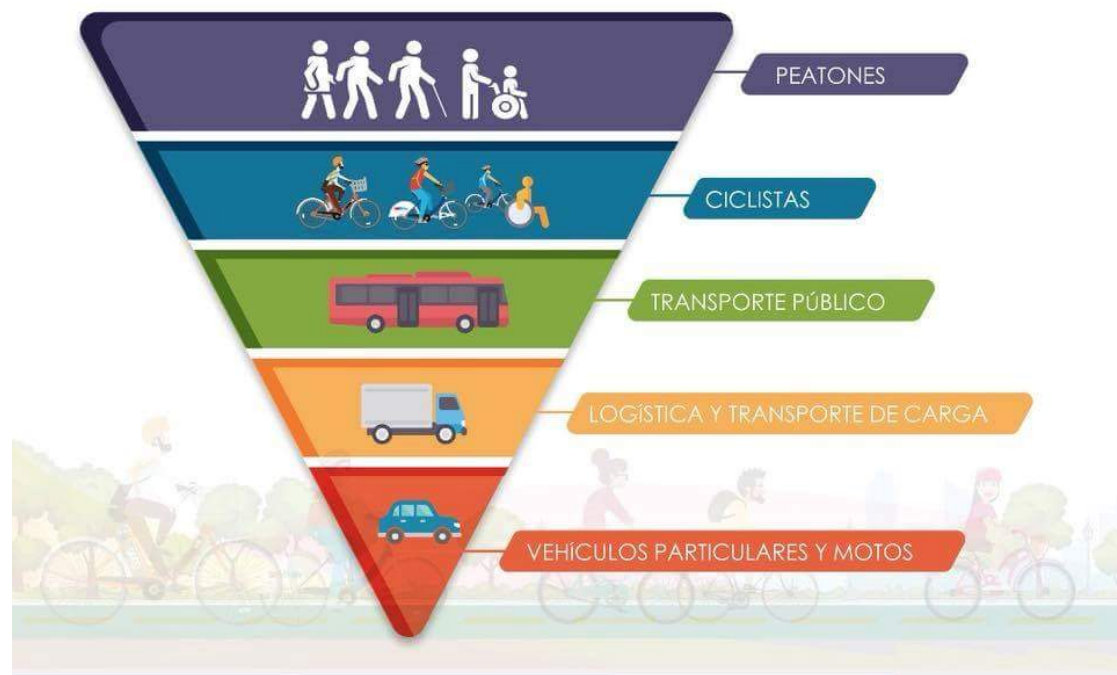 PEATONES
CICLISTAS
TRANSPORTE PÚBLICO
LOGÍSTICA Y TRANSPORTE DE CARGA
VEHÍCULOS PARTICULARES Y MOTOS